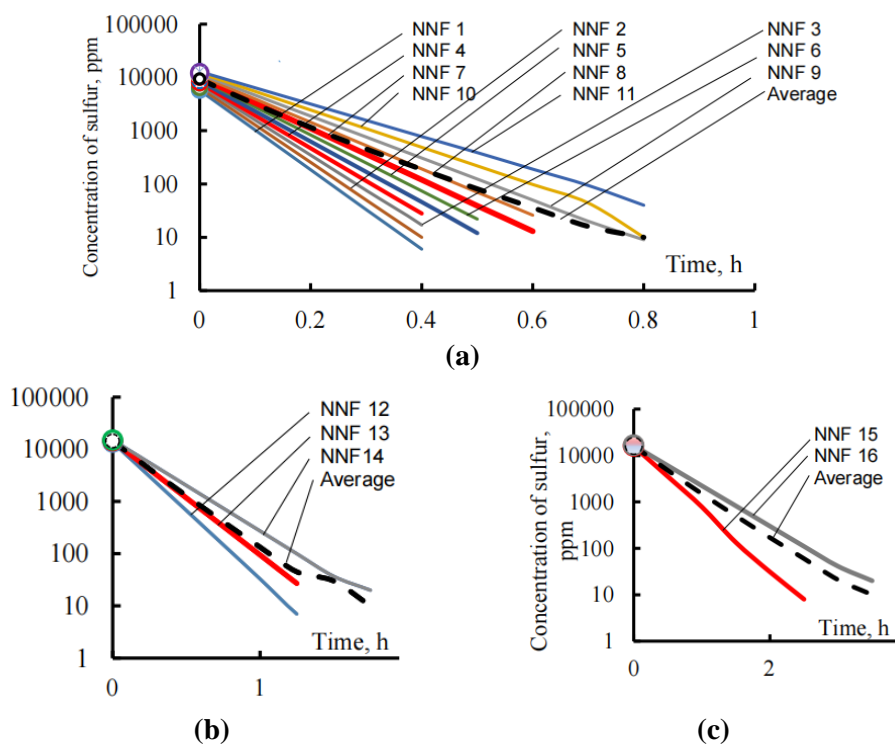 Concentration of sulfur, ppm
100000
10000
1000
100
10
1
NNF 1
NNF 4
NNF 7
NNF 10
NNF 2
NNF 5
NNF 8
NNF 11
NNF 3
NNF 6
NNF 9
Average
Time, h
0
0.2
0.4
0.6
0.8
1
(a)
100000
10000
1000
100
10
1
NNF 12
NNF 13
NNF14
Average
Time, h
0
1
(b)
Concentration of sulfur,
ppm
100000
10000
1000
100
10
1
NNF 15
NNF 16
Average
Time, h
0
2
(c)